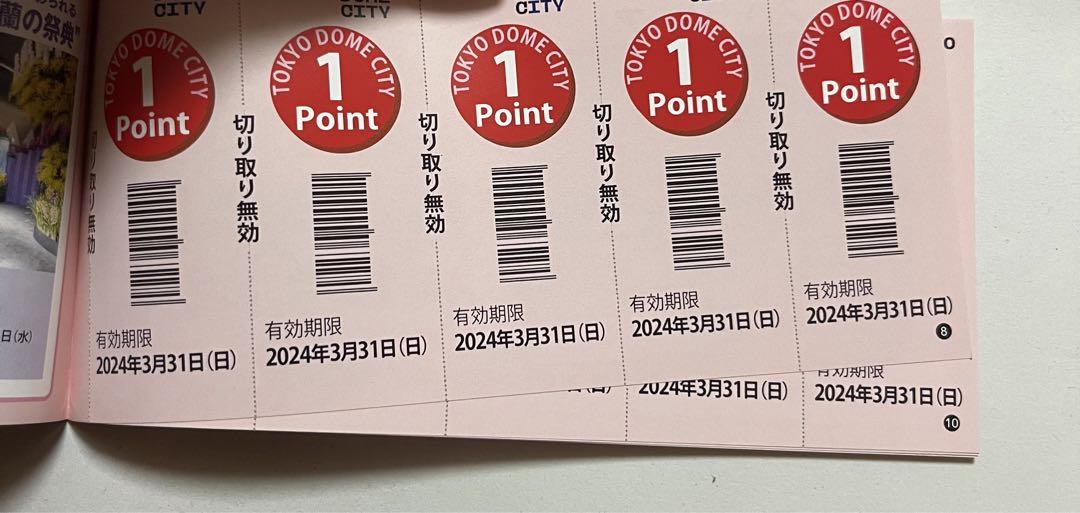 蘭の祭典"
日(水)
CITY
TOKYO DOME CITY
1
Point
切り取り無効
有効期限
2024年3月31日(日)
CITY
TOKYO DOME CITY
1
Point
切り取り無効
有効期限
2024年3月31日(日)
CITY
TOKYO DOME CITY
1
Point
切り取り無効
有効期限
2024年3月31日(日)
TOKYO DOME CITY
1
Point
切り取り無効
有効期限
2024年3月31日(日)
TOKYO DOME CITY
1
Point
切り取り無効
有効期限
2024年3月31日(日)
8
2024年3月31日(日)
有効期限
2024年3月31日(日)
10